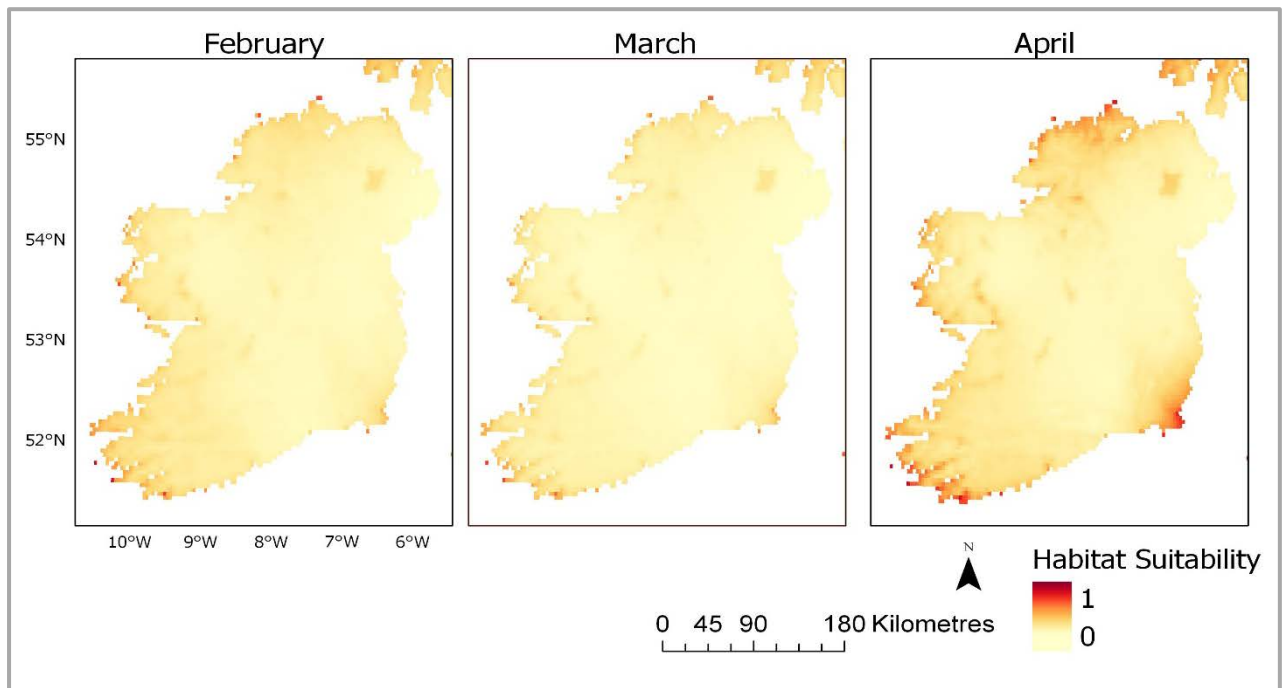 February March April
55°N
54°N
53°N
52°N
10°W 9°W 8°W 7°W 6°W
N
Habitat Suitability
1
0
0 45 90 180 Kilometres